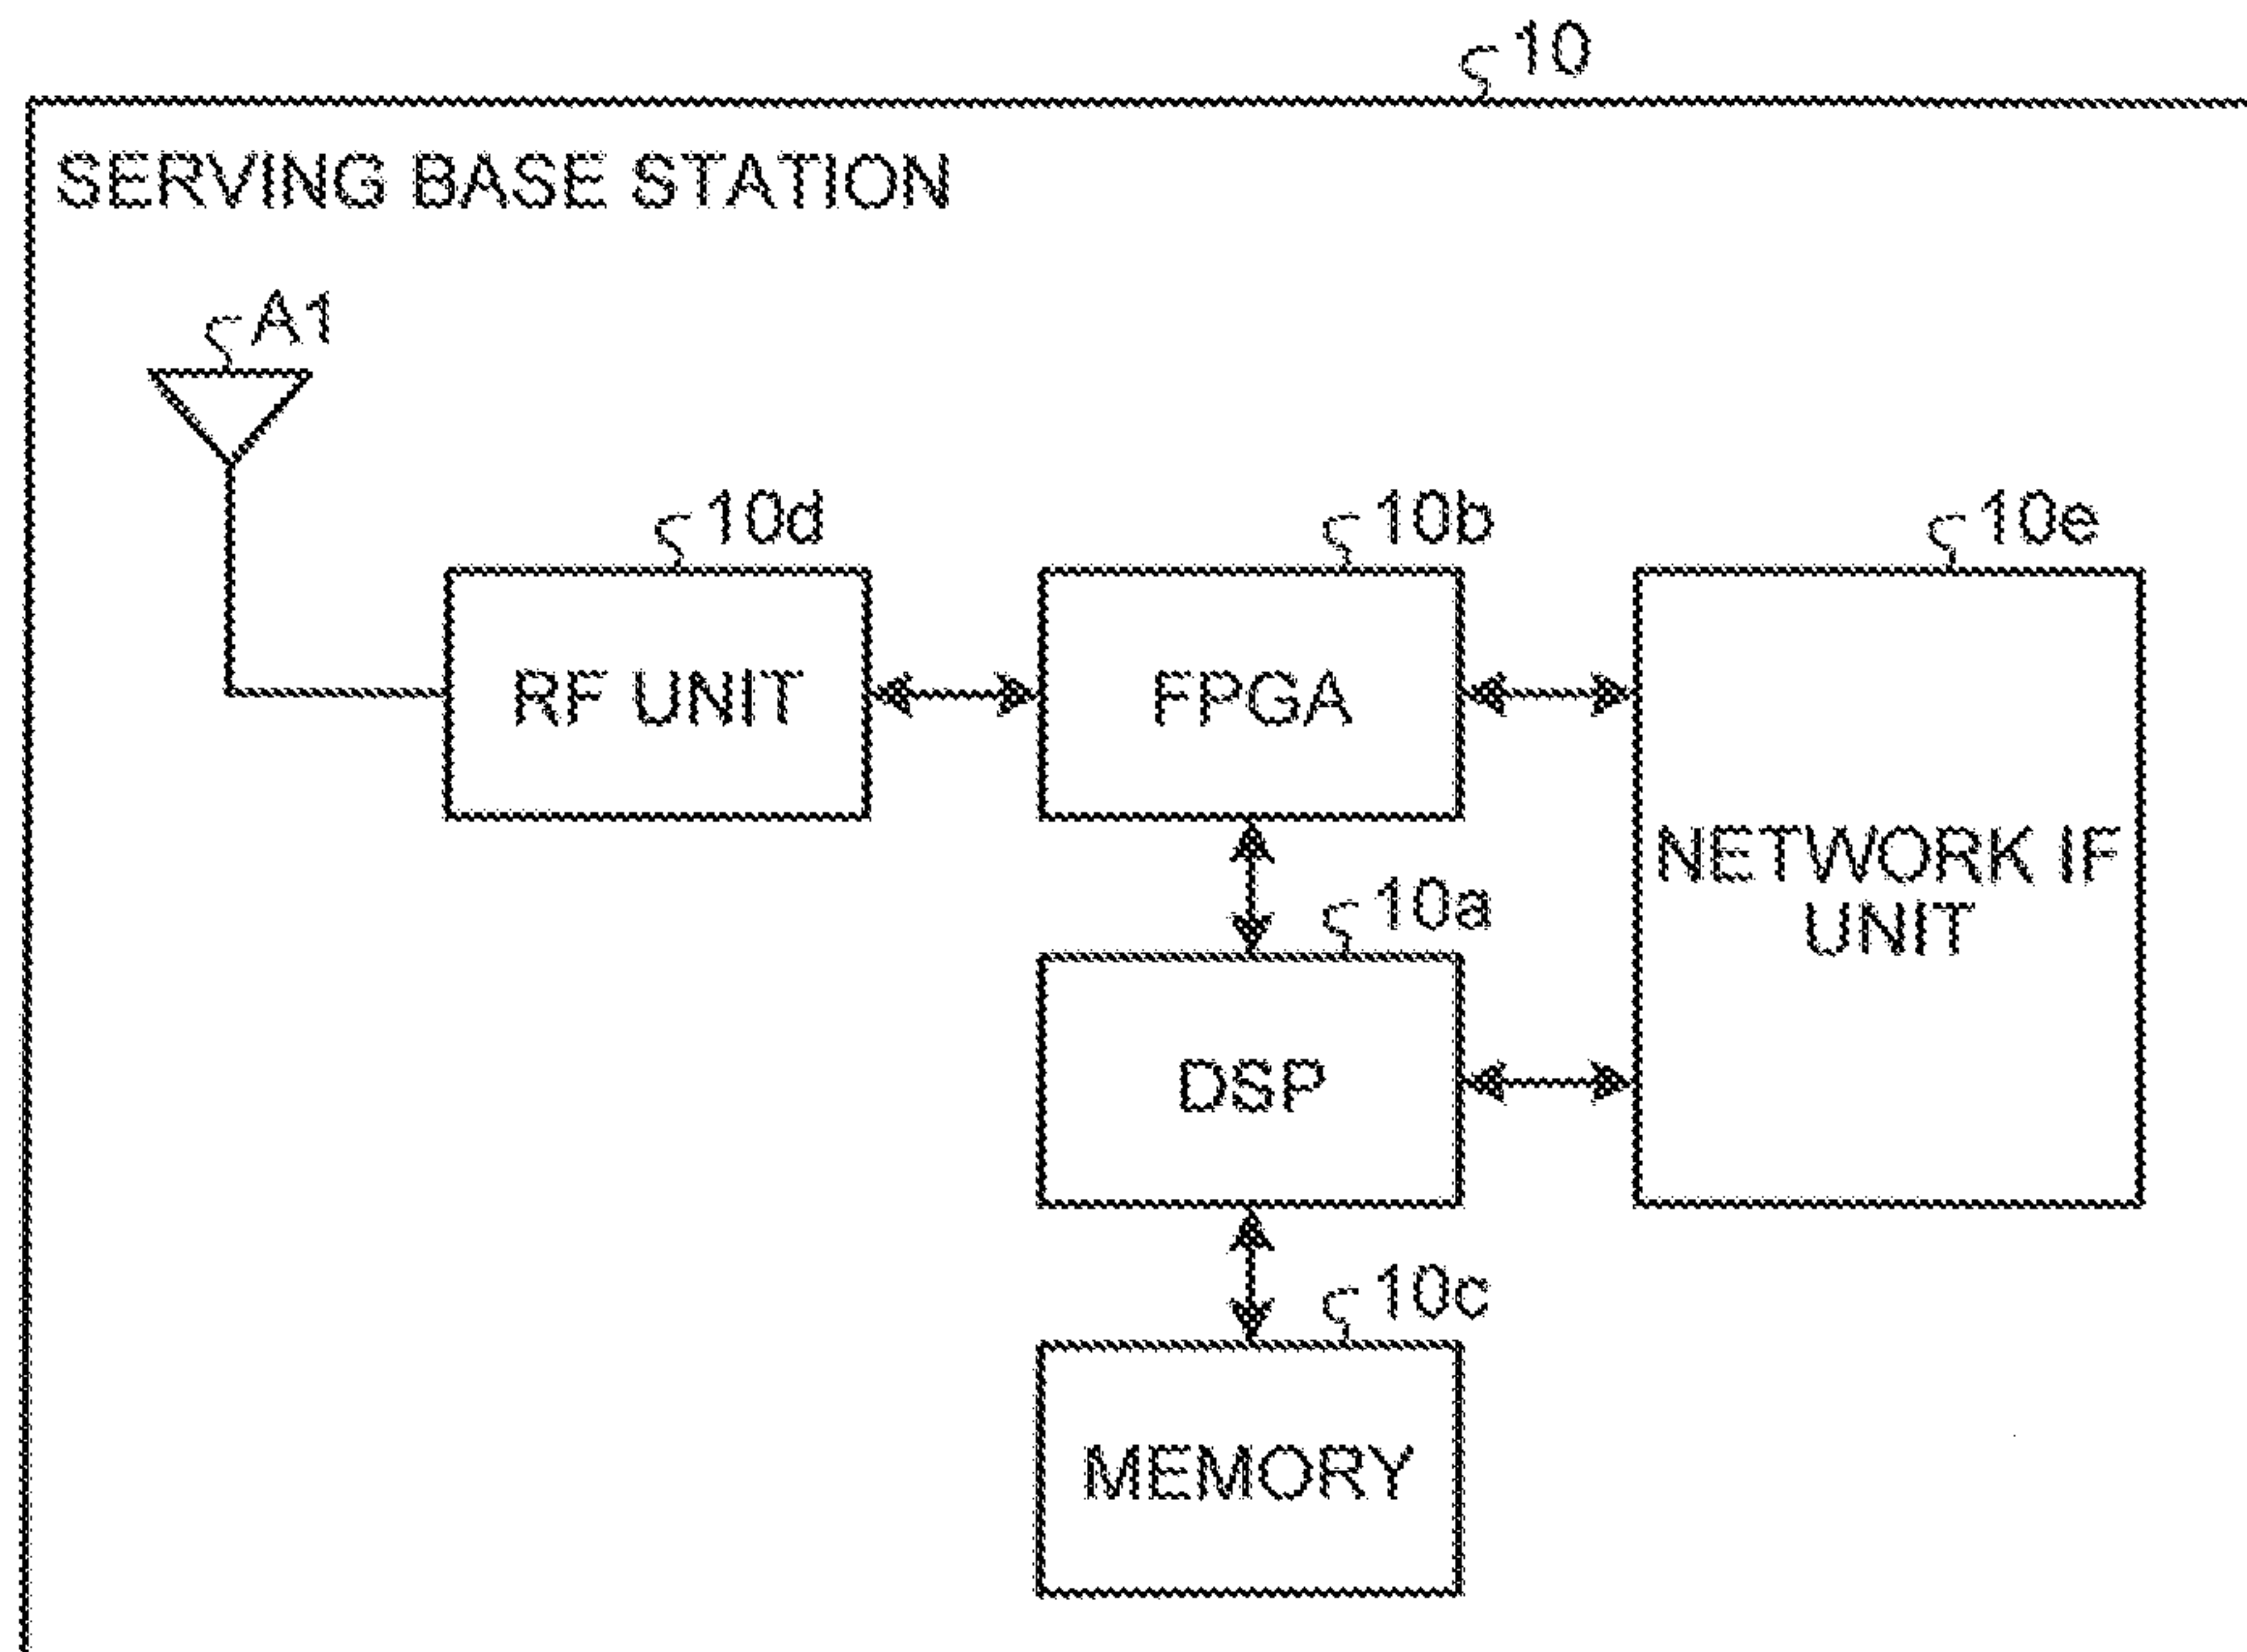 10
SERVING BASE STATION
A1
10d
10b
10e
RF UNIT
FPGA
NETWORK IF
UNIT
10a
DSP
10c
MEMORY